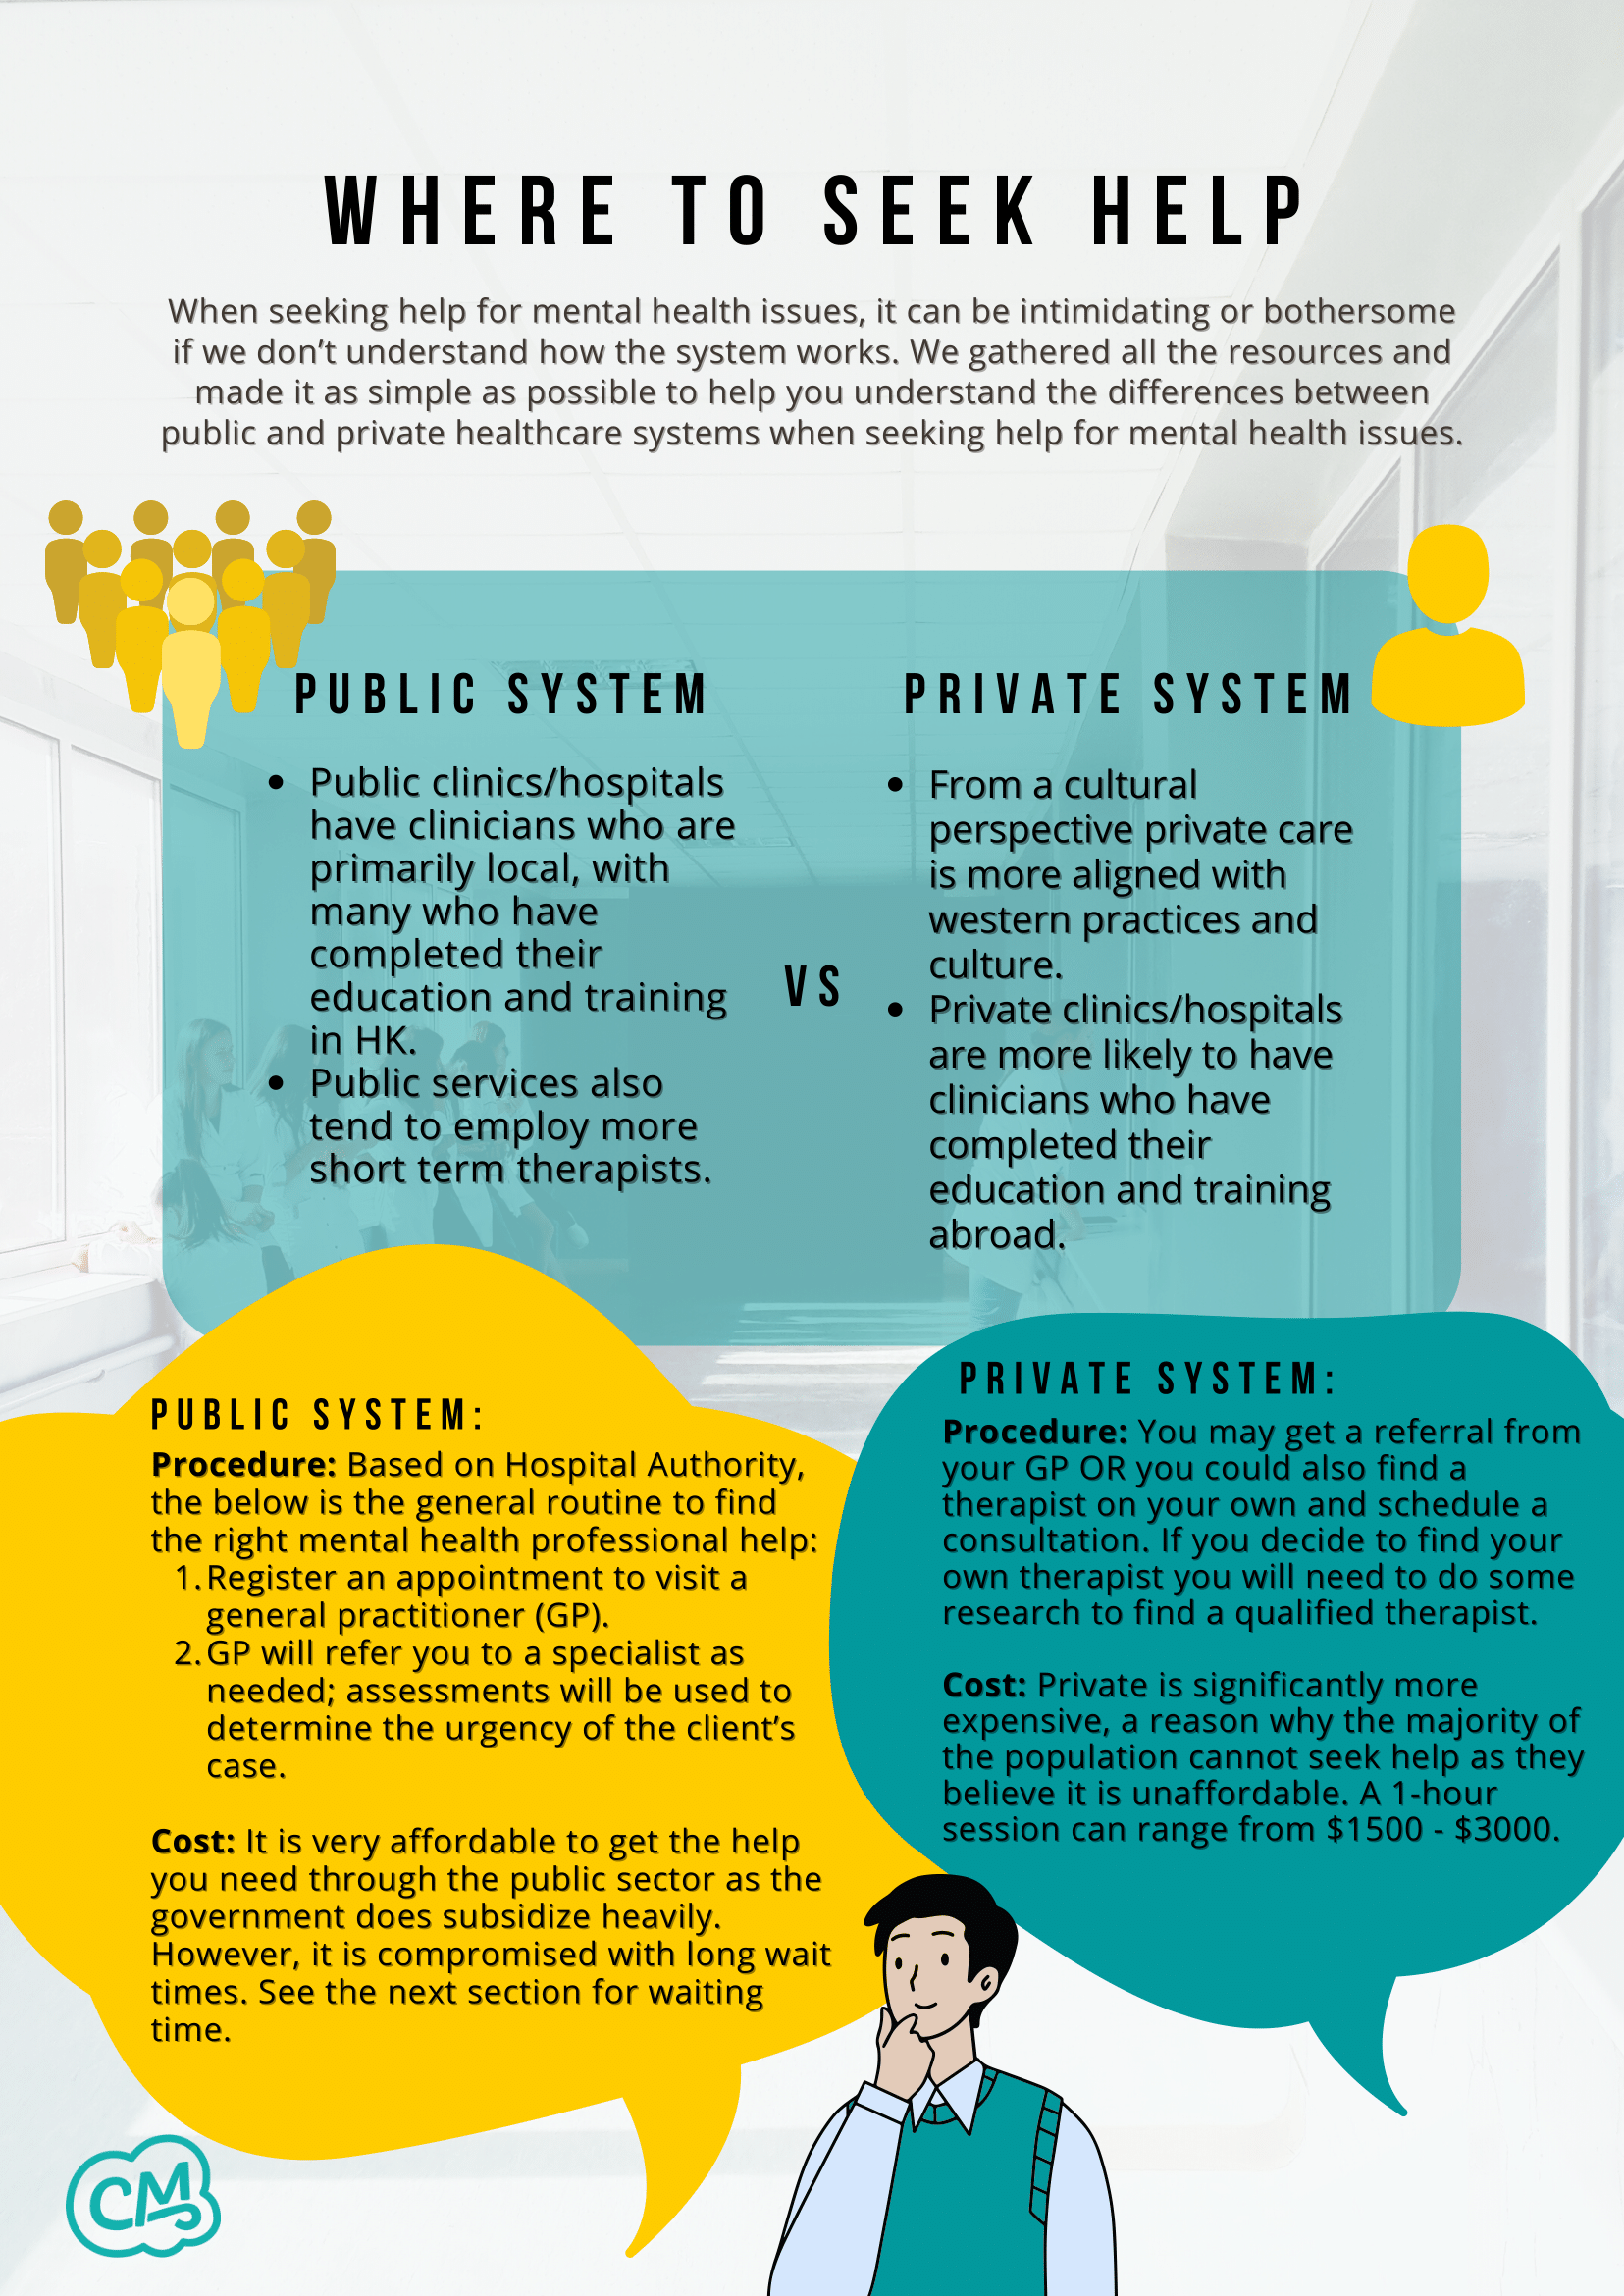 WHERE TO SEEK HELP
When seeking help for mental health issues, it can be intimidating or bothersome
if we don’t understand how the system works. We gathered all the resources and
made it as simple as possible to help you understand the differences between
public and private healthcare systems when seeking help for mental health issues.
PUBLIC SYSTEM
• Public clinics/hospitals
have clinicians who are
primarily local, with
many who have
completed their
education and training
in HK.
• Public services also
tend to employ more
short term therapists.
VS
PRIVATE SYSTEM
• From a cultural
perspective private care
is more aligned with
western practices and
culture.
• Private clinics/hospitals
are more likely to have
clinicians who have
completed their
education and training
abroad.
PUBLIC SYSTEM:
Procedure: Based on Hospital Authority,
the below is the general routine to find
the right mental health professional help:
1. Register an appointment to visit a
general practitioner (GP).
2. GP will refer you to a specialist as
needed; assessments will be used to
determine the urgency of the client’s
case.
Cost: It is very affordable to get the help
you need through the public sector as the
government does subsidize heavily.
However, it is compromised with long wait
times. See the next section for waiting
time.
PRIVATE SYSTEM:
Procedure: You may get a referral from
your GP OR you could also find a
therapist on your own and schedule a
consultation. If you decide to find your
own therapist you will need to do some
research to find a qualified therapist.
Cost: Private is significantly more
expensive, a reason why the majority of
the population cannot seek help as they
believe it is unaffordable. A 1-hour
session can range from $1500 - $3000.
CM